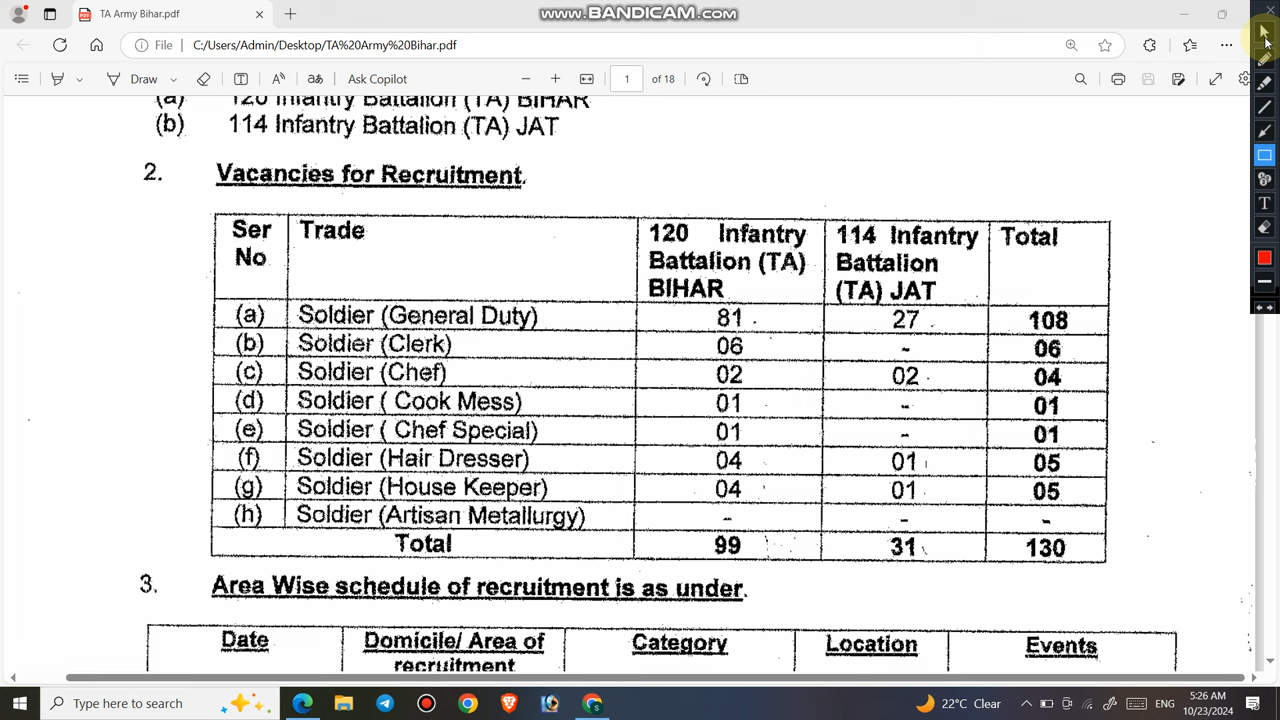 TA Army Bihar.pdf
www.BANDICAM.com
File C:/Users/Admin/Desktop/TA%20Army%20Bihar.pdf
Draw Ask Copilot 1 of 18
(a) 120 Infantry Battalion (TA) BIHAR
(b) 114 Infantry Battalion (TA) JAT
2. Vacancies for Recruitment.
Ser No Trade 120 Infantry Battalion (TA) BIHAR 114 Infantry Battalion (TA) JAT Total
(a) Soldier (General Duty) 81 27 108
(b) Soldier (Clerk) 06 - 06
(c) Soldier (Chef) 02 02 04
(d) Soldier ( Cook Mess) 01 - 01
(e) Soldier ( Chef Special) 01 - 01
(f) Soldier (Hair Dresser) 04 01 05
(g) Soldier (House Keeper) 04 01 05
(h) Soldier (Artisan Metallurgy) - - -
Total 99 31 130
3. Area Wise schedule of recruitment is as under.
Date Domicile/ Area of recruitment Category Location Events
Type here to search
22°C Clear ENG 5:26 AM
10/23/2024